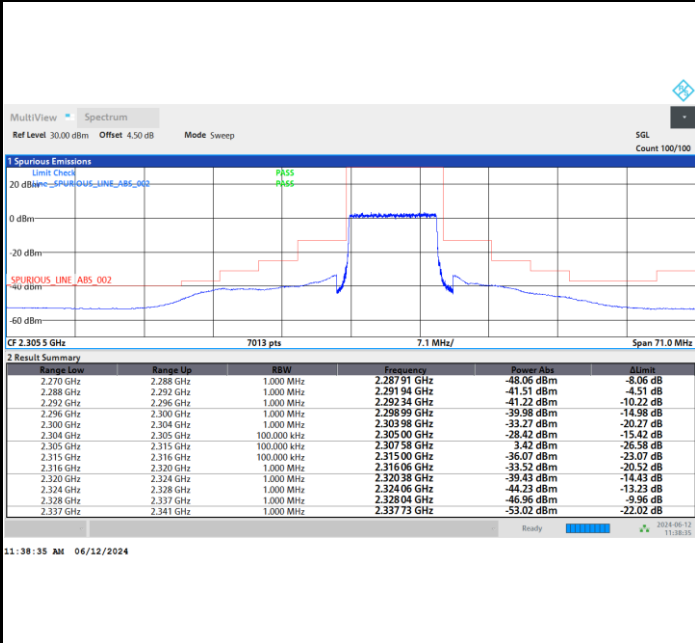 MultiView Spectrum
Ref Level 30.00 dBm Offset 4.50 dB Mode Sweep SGL
Count 100/100
1 Spurious Emissions
Limit Check PASS
20 dBm Line _SPURIOUS_LINE_ABS_002 PASS
0 dBm
-20 dBm
SPURIOUS_LINE_ABS_002
-40 dBm
-60 dBm
CF 2.305 5 GHz 7013 pts 7.1 MHz/ Span 71.0 MHz
2 Result Summary
Range Low Range Up RBW Frequency Power Abs ΔLimit
2.270 GHz 2.288 GHz 1.000 MHz 2.287 91 GHz -48.06 dBm -8.06 dB
2.288 GHz 2.292 GHz 1.000 MHz 2.291 94 GHz -41.51 dBm -4.51 dB
2.292 GHz 2.296 GHz 1.000 MHz 2.292 34 GHz -41.22 dBm -10.22 dB
2.296 GHz 2.300 GHz 1.000 MHz 2.298 99 GHz -39.98 dBm -14.98 dB
2.300 GHz 2.304 GHz 1.000 MHz 2.303 98 GHz -33.27 dBm -20.27 dB
2.304 GHz 2.305 GHz 100.000 kHz 2.305 00 GHz -28.42 dBm -15.42 dB
2.305 GHz 2.315 GHz 100.000 kHz 2.307 58 GHz 3.42 dBm -26.58 dB
2.315 GHz 2.316 GHz 100.000 kHz 2.315 00 GHz -36.07 dBm -23.07 dB
2.316 GHz 2.320 GHz 1.000 MHz 2.316 06 GHz -33.52 dBm -20.52 dB
2.320 GHz 2.324 GHz 1.000 MHz 2.320 38 GHz -39.43 dBm -14.43 dB
2.324 GHz 2.328 GHz 1.000 MHz 2.324 06 GHz -44.23 dBm -13.23 dB
2.328 GHz 2.337 GHz 1.000 MHz 2.328 04 GHz -46.96 dBm -9.96 dB
2.337 GHz 2.341 GHz 1.000 MHz 2.337 73 GHz -53.02 dBm -22.02 dB
Ready 2024-06-12
11:38:35
11:38:35 AM 06/12/2024